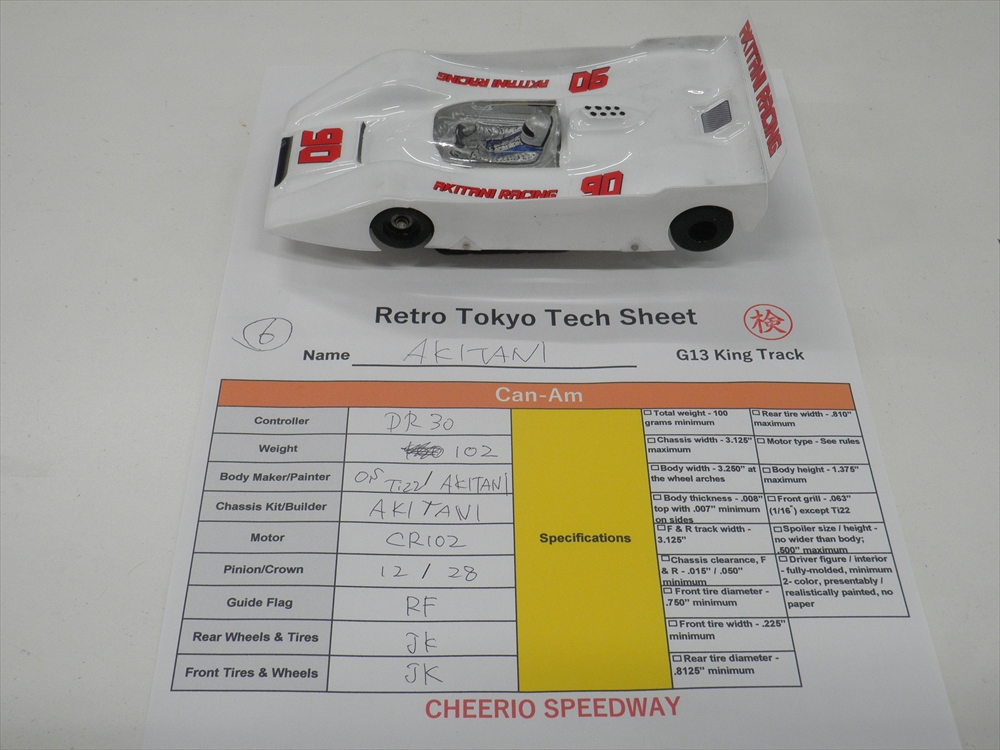 AKITANI RACING 90
AKITANI RACING
90
AKITANI RACING 90
Retro Tokyo Tech Sheet
検
6
Name AKITANI
G13 King Track
Can-Am
Controller DR30
Weight 102
Body Maker/Painter OS Ti22/ AKITANI
Chassis Kit/Builder AKITANI
Motor CR102
Pinion/Crown 12 / 28
Guide Flag RF
Rear Wheels & Tires JK
Front Tires & Wheels JK
Specifications
Total weight - 100
grams minimum
Chassis width - 3.125"
maximum
Body width - 3.250" at
the wheel arches
Body thickness - .008"
top with .007" minimum
on sides
F & R track width -
3.125"
Chassis clearance, F
& R - .015" / .050"
minimum
Front tire diameter -
.750" minimum
Front tire width - .225"
minimum
Rear tire diameter -
.8125" minimum
Rear tire width - .810"
maximum
Motor type - See rules
Body height - 1.375"
maximum
Front grill - .063"
(1/16") except Ti22
Spoiler size / height -
no wider than body;
.500" maximum
Driver figure / interior
- fully-molded, minimum
2- color, presentably /
realistically painted, no
paper
CHEERIO SPEEDWAY